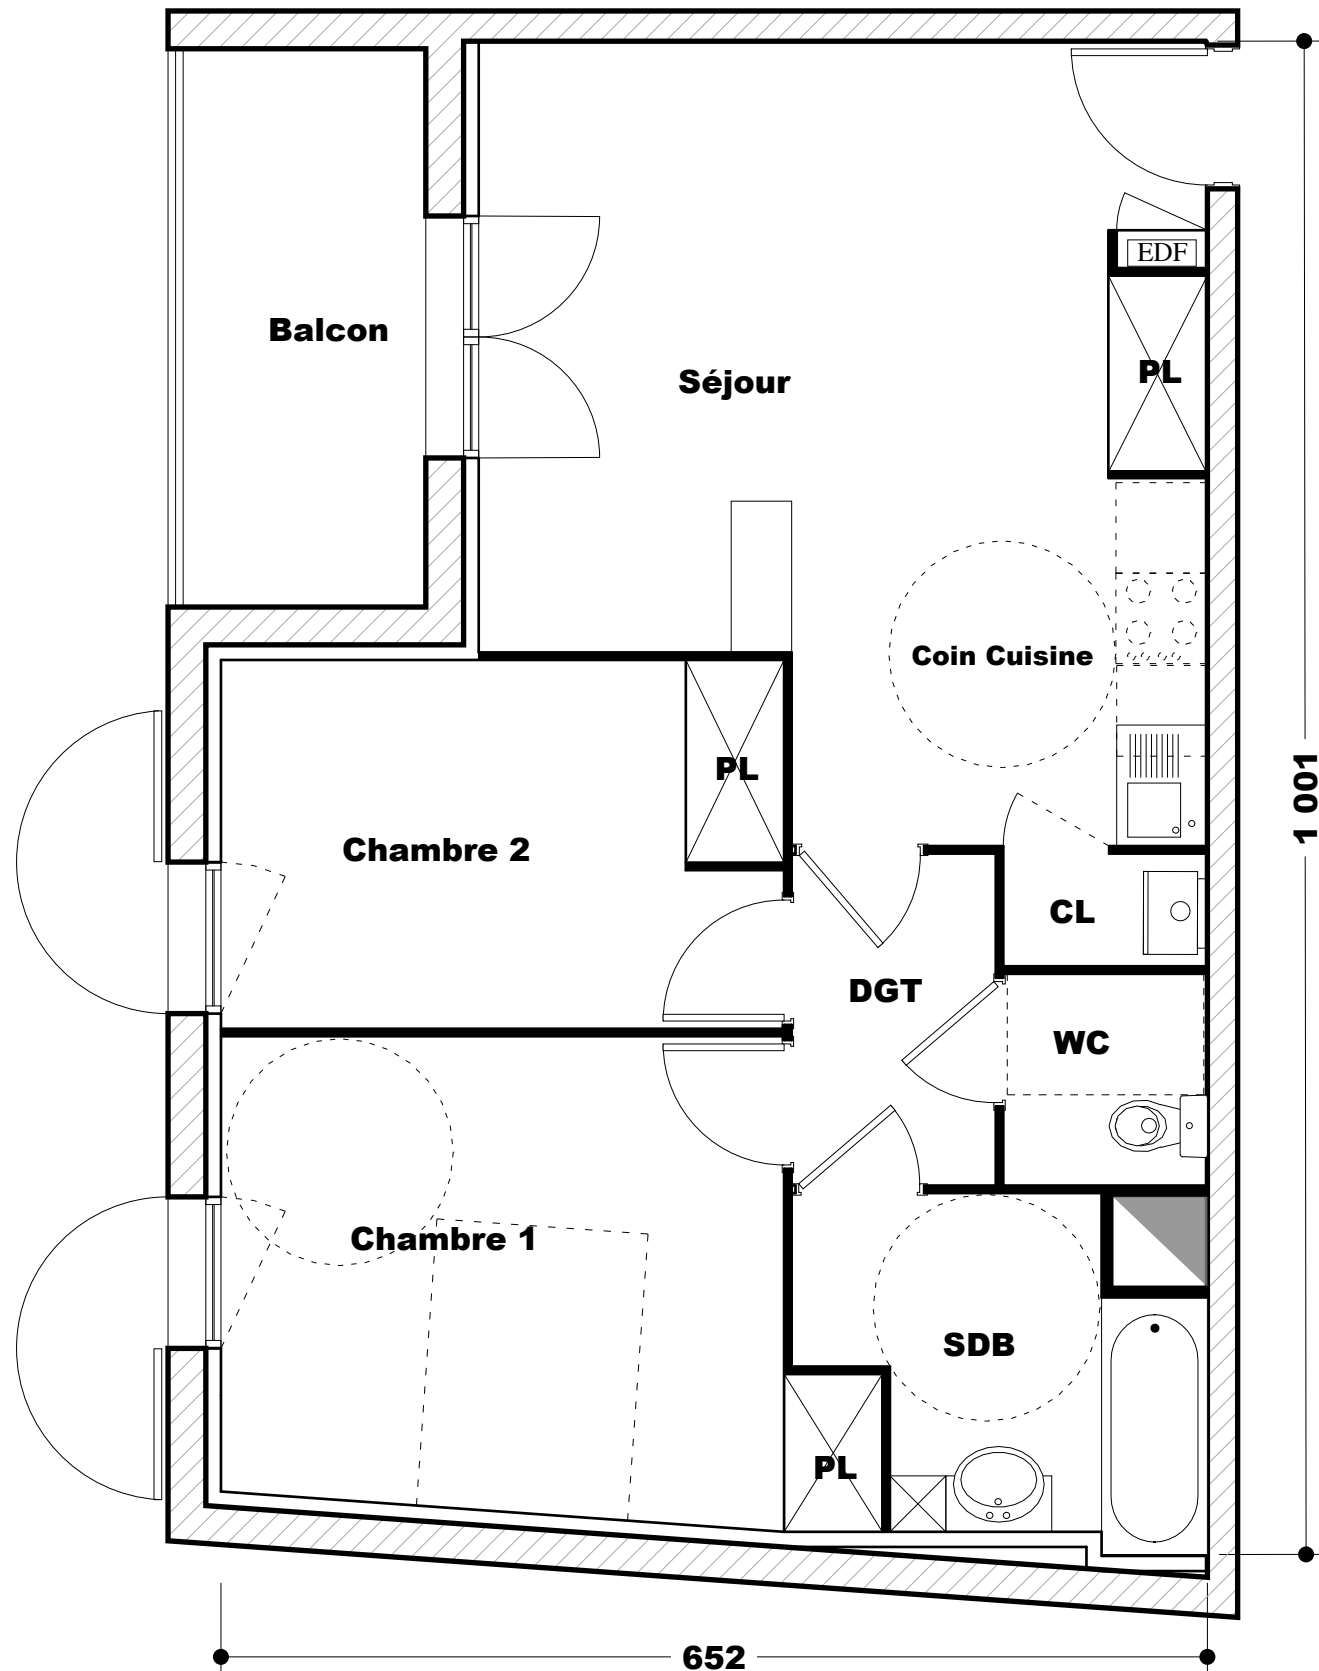 EDF
Balcon
PL
Séjour
Coin Cuisine
PL
1 001
Chambre 2
CL
DGT
WC
Chambre 1
SDB
PL
652